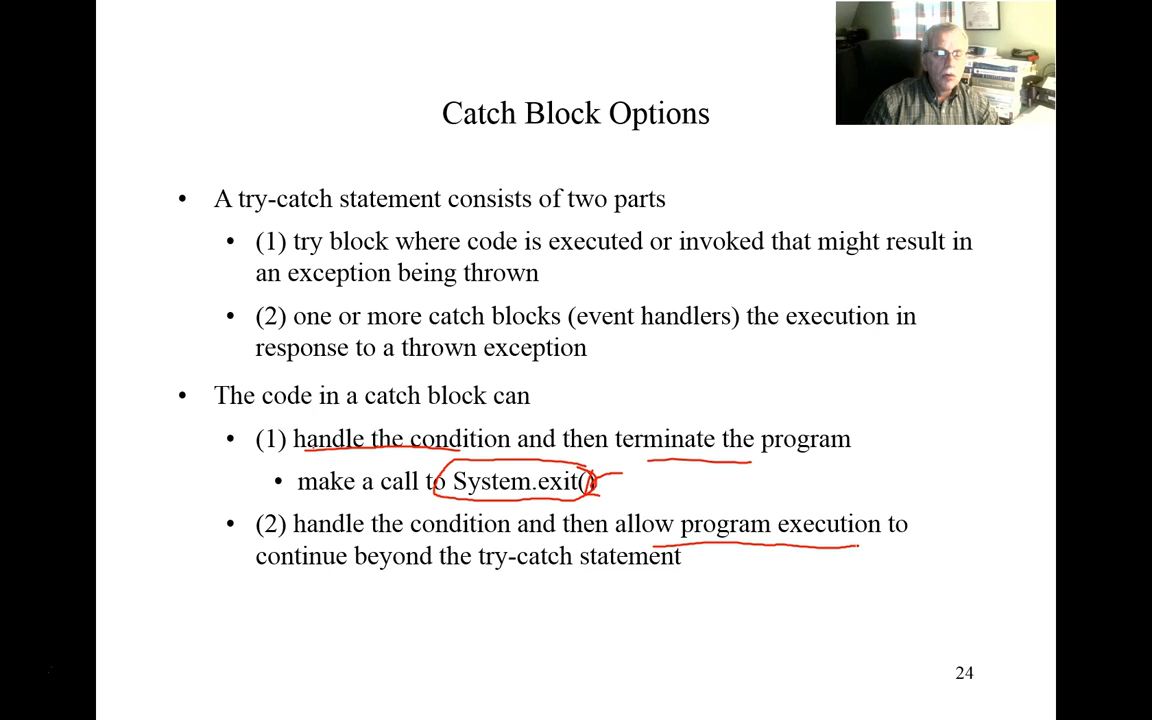 Catch Block Options
• A try-catch statement consists of two parts
• (1) try block where code is executed or invoked that might result in
an exception being thrown
• (2) one or more catch blocks (event handlers) the execution in
response to a thrown exception
• The code in a catch block can
• (1) handle the condition and then terminate the program
• make a call to System.exit()
• (2) handle the condition and then allow program execution to
continue beyond the try-catch statement
24